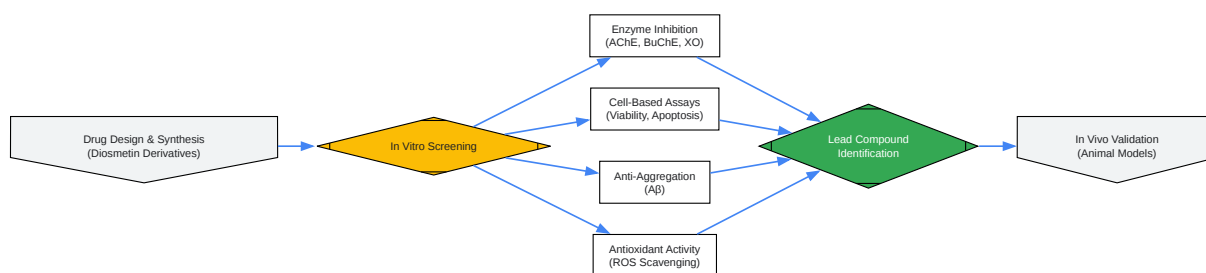 Drug Design & Synthesis
(Diosmetin Derivatives)
In Vitro Screening
Enzyme Inhibition
(AChE, BuChE, XO)
Cell-Based Assays
(Viability, Apoptosis)
Anti-Aggregation
(Aβ)
Antioxidant Activity
(ROS Scavenging)
Lead Compound
Identification
In Vivo Validation
(Animal Models)